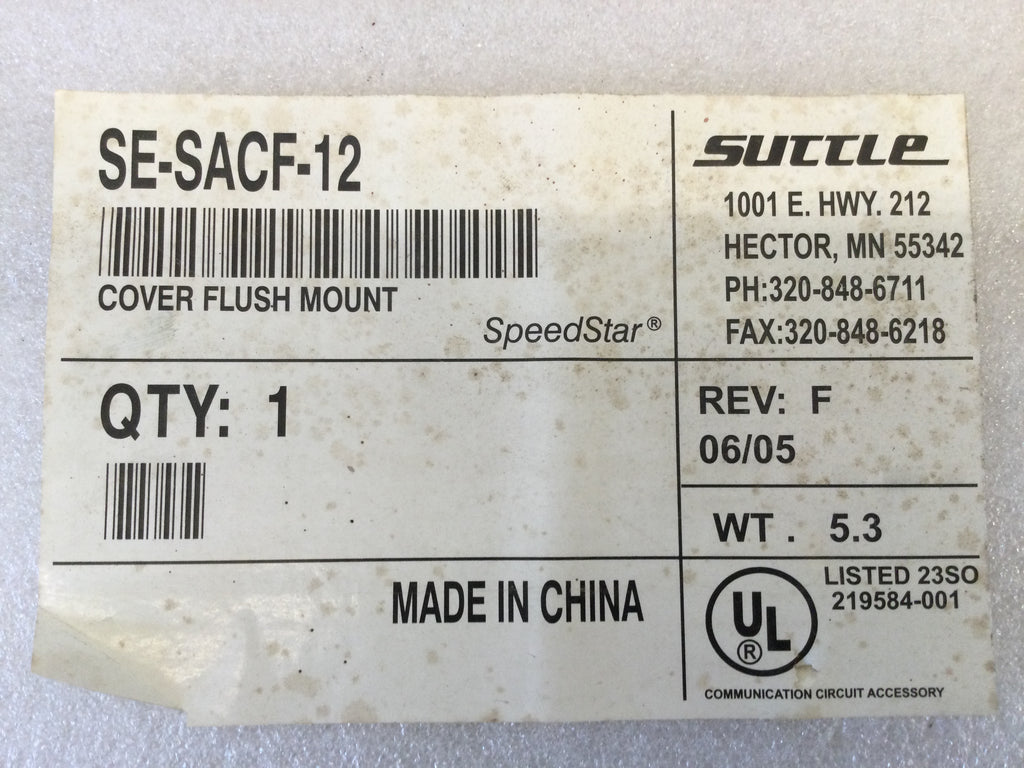 SE-SACF-12
COVER FLUSH MOUNT
SpeedStar®
SUTTLE
1001 E. HWY. 212
HECTOR, MN 55342
PH:320-848-6711
FAX:320-848-6218
QTY: 1
REV: F
06/05
WT . 5.3
MADE IN CHINA
UL
®
LISTED 23SO
219584-001
COMMUNICATION CIRCUIT ACCESSORY